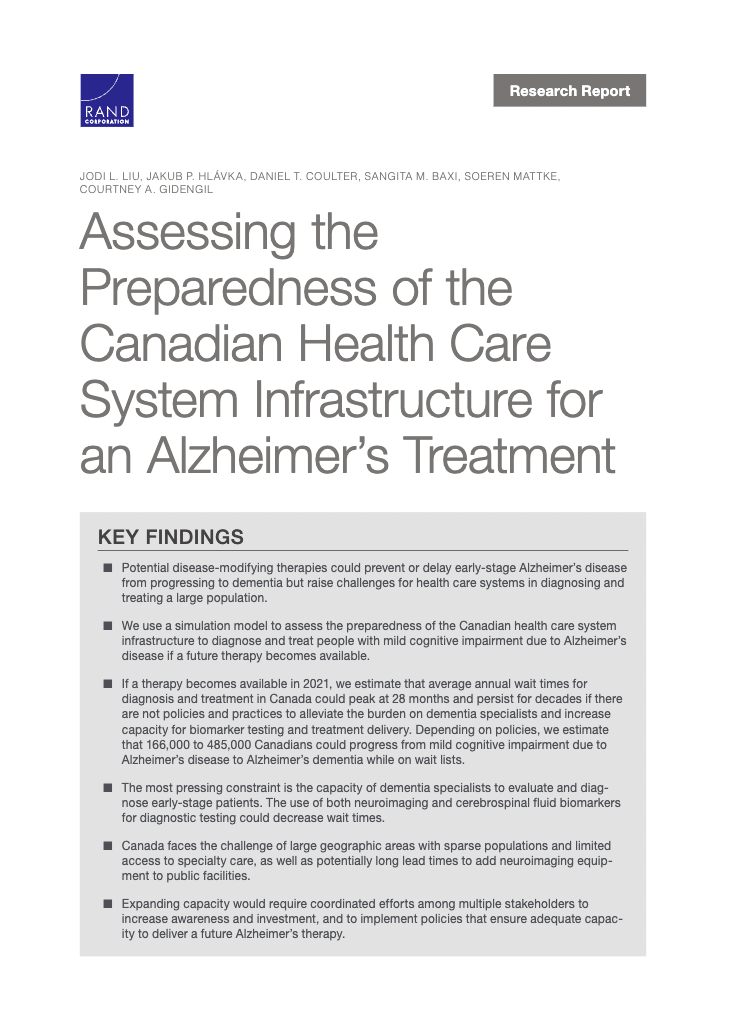 RAND
CORPORATION
Research Report
JODI L. LIU, JAKUB P. HLÁVKA, DANIEL T. COULTER, SANGITA M. BAXI, SOEREN MATTKE,
COURTNEY A. GIDENGIL
Assessing the
Preparedness of the
Canadian Health Care
System Infrastructure for
an Alzheimer’s Treatment
KEY FINDINGS
■ Potential disease-modifying therapies could prevent or delay early-stage Alzheimer’s disease
from progressing to dementia but raise challenges for health care systems in diagnosing and
treating a large population.
■ We use a simulation model to assess the preparedness of the Canadian health care system
infrastructure to diagnose and treat people with mild cognitive impairment due to Alzheimer’s
disease if a future therapy becomes available.
■ If a therapy becomes available in 2021, we estimate that average annual wait times for
diagnosis and treatment in Canada could peak at 28 months and persist for decades if there
are not policies and practices to alleviate the burden on dementia specialists and increase
capacity for biomarker testing and treatment delivery. Depending on policies, we estimate
that 166,000 to 485,000 Canadians could progress from mild cognitive impairment due to
Alzheimer’s disease to Alzheimer’s dementia while on wait lists.
■ The most pressing constraint is the capacity of dementia specialists to evaluate and diag-
nose early-stage patients. The use of both neuroimaging and cerebrospinal fluid biomarkers
for diagnostic testing could decrease wait times.
■ Canada faces the challenge of large geographic areas with sparse populations and limited
access to specialty care, as well as potentially long lead times to add neuroimaging equip-
ment to public facilities.
■ Expanding capacity would require coordinated efforts among multiple stakeholders to
increase awareness and investment, and to implement policies that ensure adequate capac-
ity to deliver a future Alzheimer’s therapy.